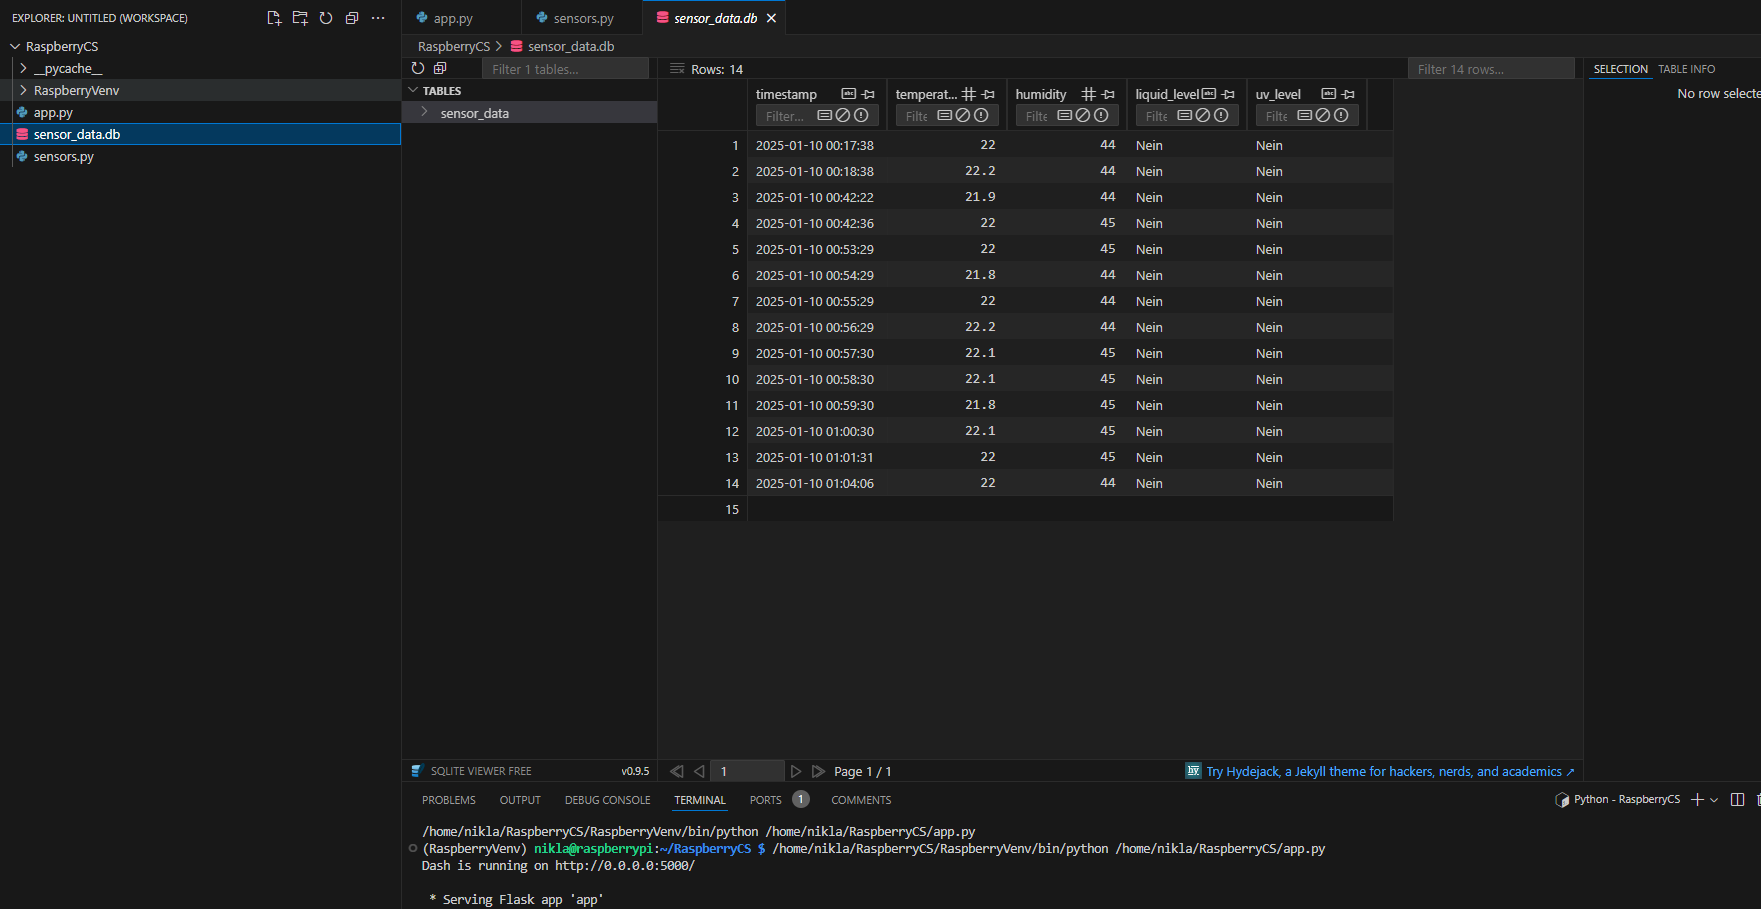 EXPLORER: UNTITLED (WORKSPACE)
RaspberryCS
__pycache__
RaspberryVenv
app.py
sensor_data.db
sensors.py
app.py sensors.py sensor_data.db
RaspberryCS > sensor_data.db
Filter 1 tables...
TABLES
sensor_data
Rows: 14 Filter 14 rows...
timestamp temperat... humidity liquid_level uv_level
Filter... Filte Filte Filte Filte
1 2025-01-10 00:17:38 22 44 Nein Nein
2 2025-01-10 00:18:38 22.2 44 Nein Nein
3 2025-01-10 00:42:22 21.9 44 Nein Nein
4 2025-01-10 00:42:36 22 45 Nein Nein
5 2025-01-10 00:53:29 22 45 Nein Nein
6 2025-01-10 00:54:29 21.8 44 Nein Nein
7 2025-01-10 00:55:29 22 44 Nein Nein
8 2025-01-10 00:56:29 22.2 44 Nein Nein
9 2025-01-10 00:57:30 22.1 45 Nein Nein
10 2025-01-10 00:58:30 22.1 45 Nein Nein
11 2025-01-10 00:59:30 21.8 45 Nein Nein
12 2025-01-10 01:00:30 22.1 45 Nein Nein
13 2025-01-10 01:01:31 22 45 Nein Nein
14 2025-01-10 01:04:06 22 44 Nein Nein
15
SELECTION TABLE INFO
No row selecte
SQLITE VIEWER FREE v0.9.5
1 Page 1 / 1
hy Try Hydejack, a Jekyll theme for hackers, nerds, and academics ↗
PROBLEMS OUTPUT DEBUG CONSOLE TERMINAL PORTS 1 COMMENTS
Python - RaspberryCS
/home/nikla/RaspberryCS/RaspberryVenv/bin/python /home/nikla/RaspberryCS/app.py
(RaspberryVenv) nikla@raspberrypi:~/RaspberryCS $ /home/nikla/RaspberryCS/RaspberryVenv/bin/python /home/nikla/RaspberryCS/app.py
Dash is running on http://0.0.0.0:5000/
* Serving Flask app 'app'